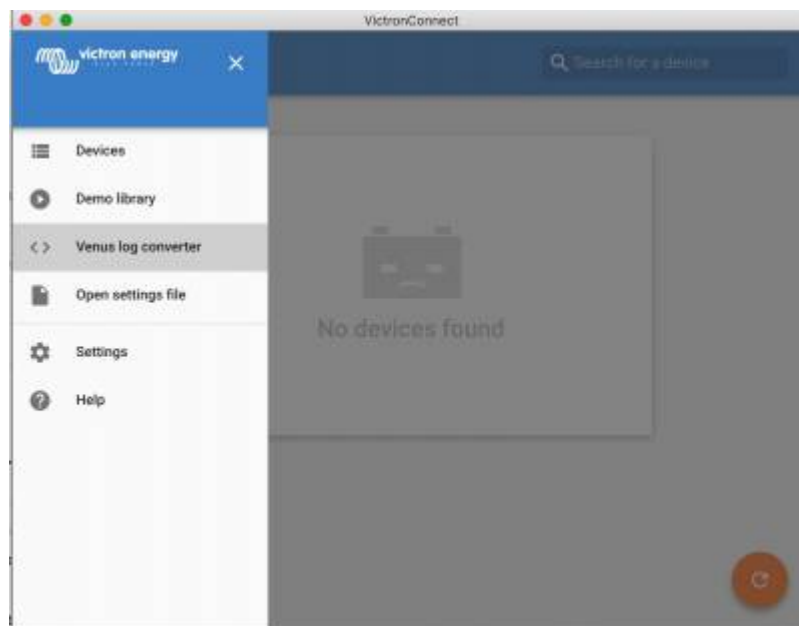 VictronConnect
victron energy
Search for a device
Devices
Demo library
Venus log converter
Open settings file
No devices found
Settings
Help